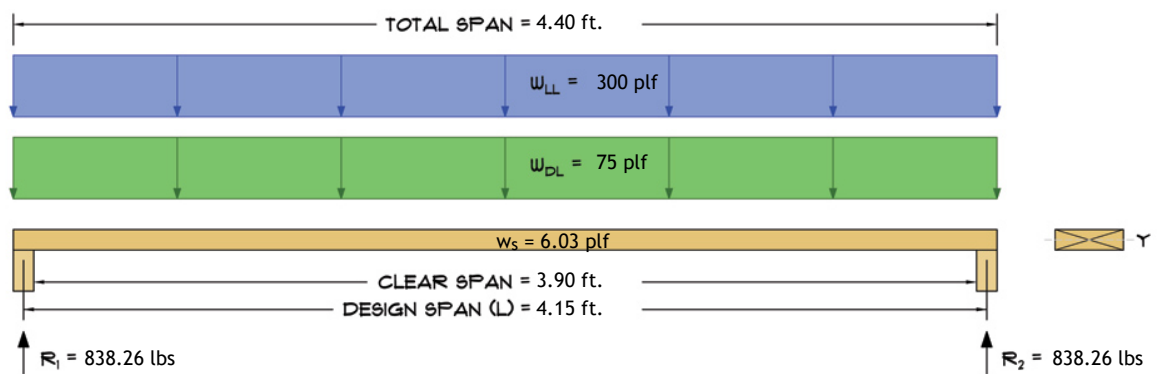 TOTAL SPAN = 4.40 ft.
WLL = 300 plf
WDL = 75 plf
ws = 6.03 plf
Y
CLEAR SPAN = 3.90 ft.
DESIGN SPAN (L) = 4.15 ft.
R1 = 838.26 lbs
R2 = 838.26 lbs